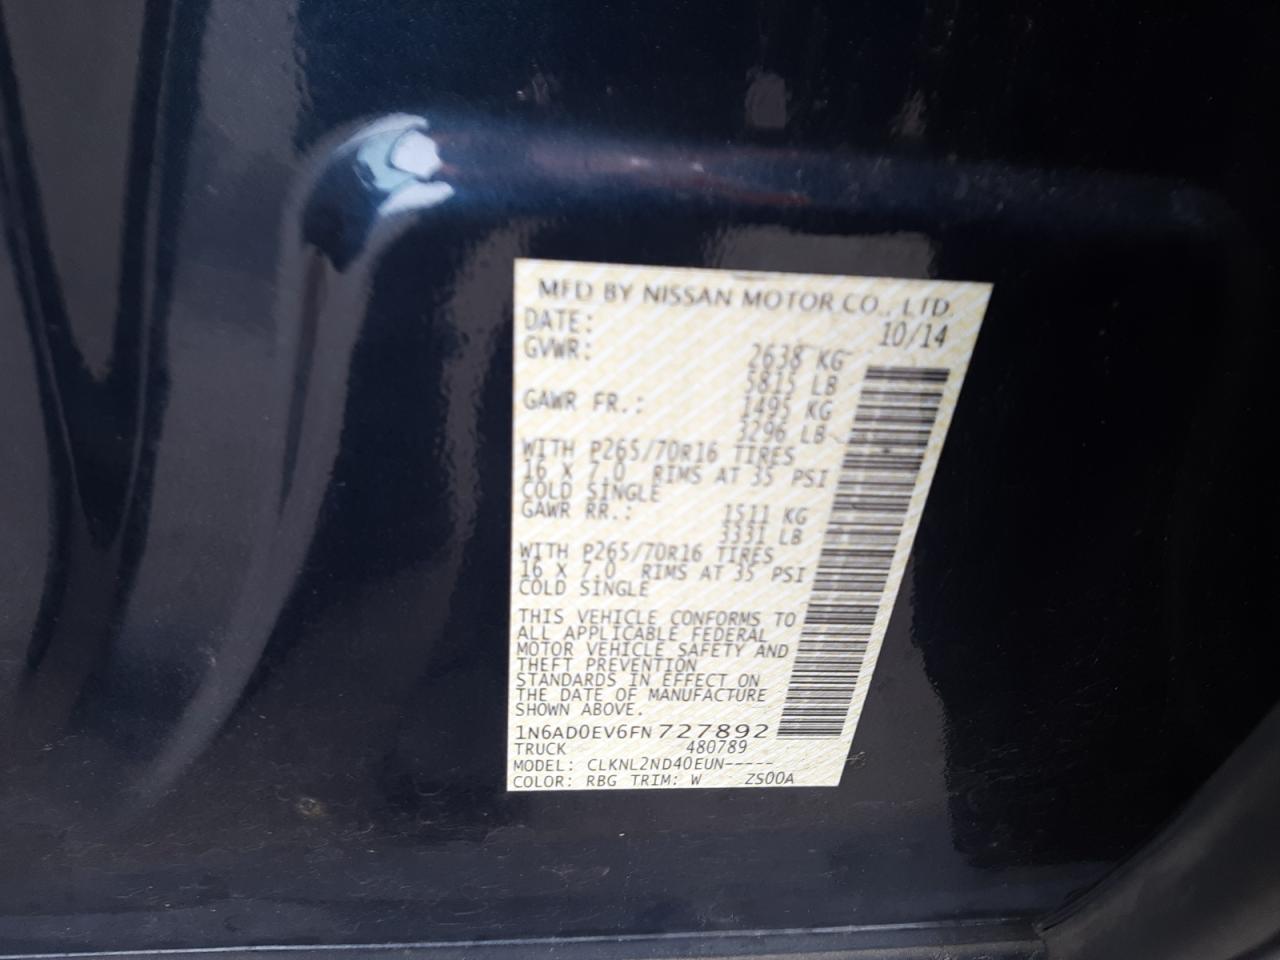 MFD BY NISSAN MOTOR CO., LTD.
DATE: 10/14
GVWR: 2638 KG
5815 LB
GAWR FR.: 1495 KG
3296 LB
WITH P265/70R16 TIRES
16 X 7.0 RIMS AT 35 PSI
COLD SINGLE
GAWR RR.: 1511 KG
3331 LB
WITH P265/70R16 TIRES
16 X 7.0 RIMS AT 35 PSI
COLD SINGLE
THIS VEHICLE CONFORMS TO
ALL APPLICABLE FEDERAL
MOTOR VEHICLE SAFETY AND
THEFT PREVENTION
STANDARDS IN EFFECT ON
THE DATE OF MANUFACTURE
SHOWN ABOVE.
1N6AD0EV6FN727892
TRUCK 480789
MODEL: CLKNL2ND40EUN-----
COLOR: RBG TRIM: W ZS00A